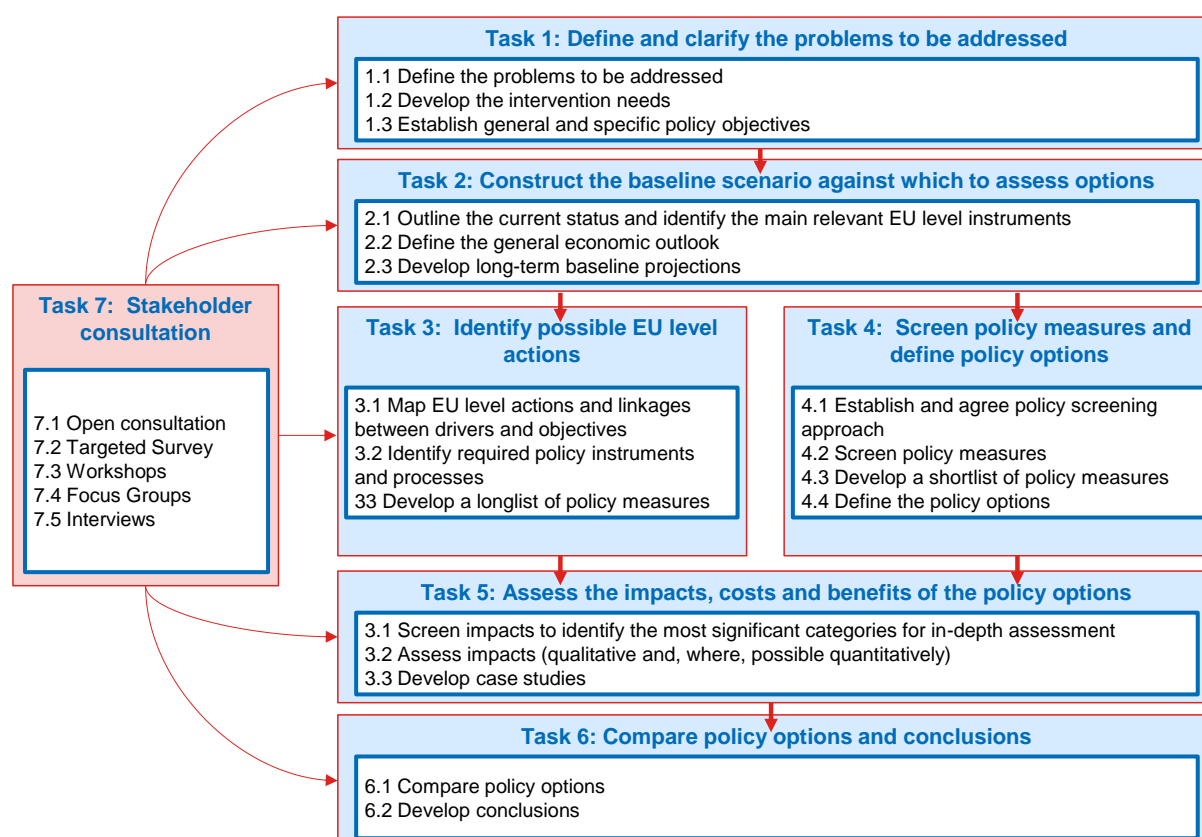 Task 1: Define and clarify the problems to be addressed
1.1 Define the problems to be addressed
1.2 Develop the intervention needs
1.3 Establish general and specific policy objectives
Task 2: Construct the baseline scenario against which to assess options
2.1 Outline the current status and identify the main relevant EU level instruments
2.2 Define the general economic outlook
2.3 Develop long-term baseline projections
Task 7:  Stakeholder
consultation
7.1 Open consultation
7.2 Targeted Survey
7.3 Workshops
7.4 Focus Groups
7.5 Interviews
Task 3:  Identify possible EU level
actions
3.1 Map EU level actions and linkages
between drivers and objectives
3.2 Identify required policy instruments
and processes
33 Develop a longlist of policy measures
Task 4:  Screen policy measures and
define policy options
4.1 Establish and agree policy screening
approach
4.2 Screen policy measures
4.3 Develop a shortlist of policy measures
4.4 Define the policy options
Task 5: Assess the impacts, costs and benefits of the policy options
3.1 Screen impacts to identify the most significant categories for in-depth assessment
3.2 Assess impacts (qualitative and, where, possible quantitatively)
3.3 Develop case studies
Task 6: Compare policy options and conclusions
6.1 Compare policy options
6.2 Develop conclusions